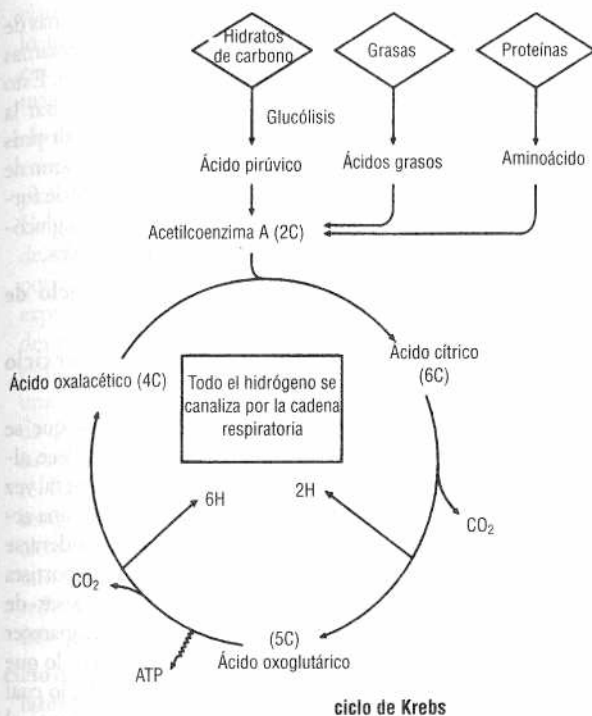 Hidratos
de carbono
Grasas
Proteínas
Glucólisis
Ácido pirúvico
Ácidos grasos
Aminoácido
Acetilcoenzima A (2C)
Ácido oxalacético (4C)
Todo el hidrógeno se
canaliza por la cadena
respiratoria
Ácido cítrico
(6C)
6H
2H
CO₂
CO₂
(5C)
Ácido oxoglutárico
ATP
ciclo de Krebs